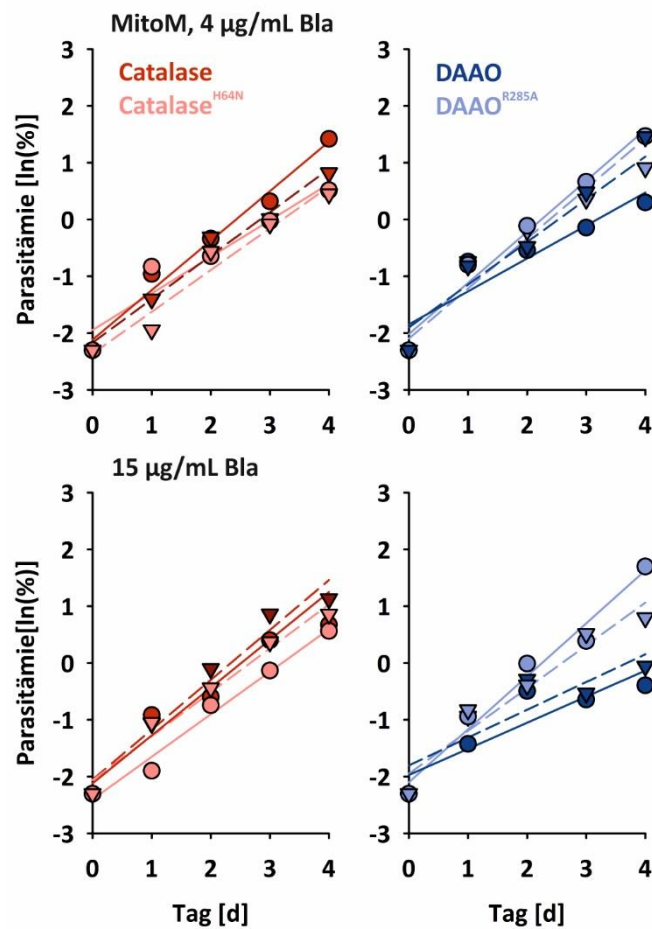 MitoM, 4 µg/mL Bla
Catalase
Catalase^H64N
DAAO
DAAO^R285A
Parasitämie [ln(%)]
3
2
1
0
-1
-2
-3
0 1 2 3 4
3
2
1
0
-1
-2
-3
0 1 2 3 4
15 µg/mL Bla
Parasitämie[ln(%)]
3
2
1
0
-1
-2
-3
0 1 2 3 4
Tag [d]
3
2
1
0
-1
-2
-3
0 1 2 3 4
Tag [d]